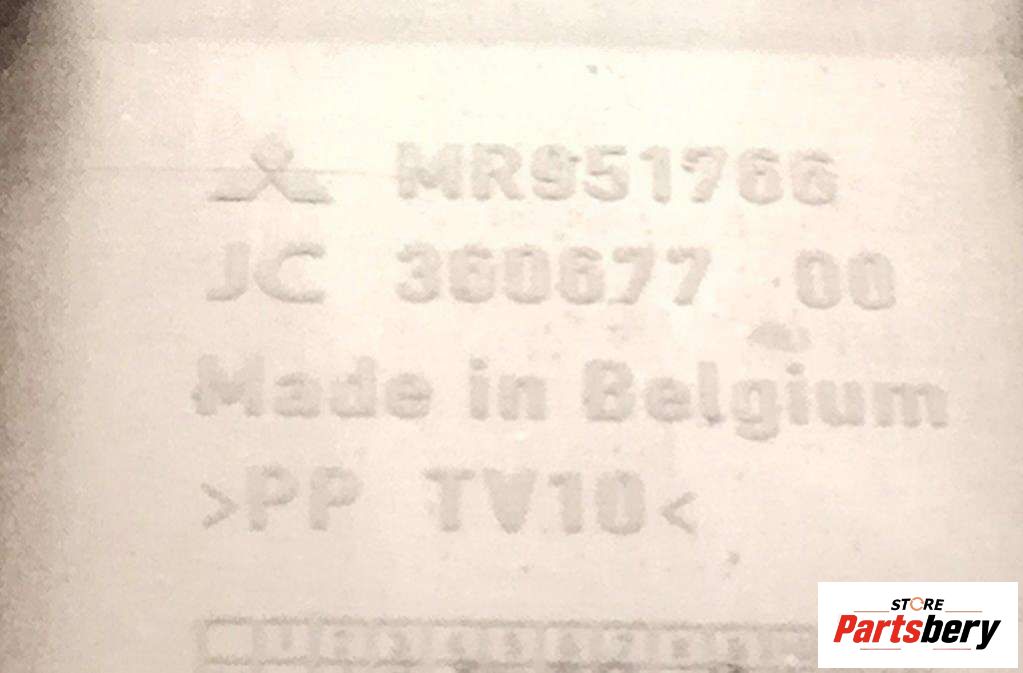 MR951766
JC 360677 00
Made in Belgium
>PP TV10<
STORE
Partsbery